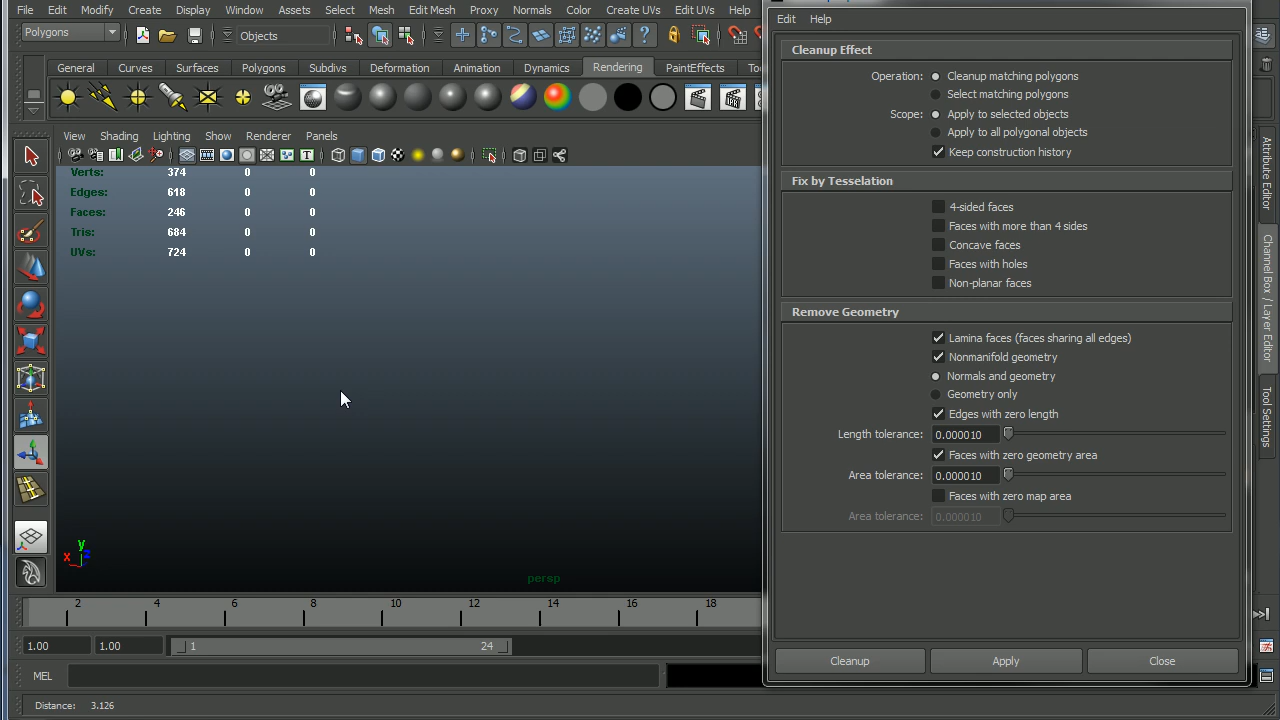 Edit Modify Create Display Window Assets Select Mesh Edit Mesh Proxy Normals Color Create UVs Edit UVs Help
Polygons
Objects
General Curves Surfaces Polygons Subdivs Deformation Animation Dynamics Rendering PaintEffects
View Shading Lighting Show Renderer Panels
Verts: 374 0 0
Edges: 618 0 0
Faces: 246 0 0
Tris: 684 0 0
UVs: 724 0 0
y
x z
persp
2 4 6 8 10 12 14 16 18
1.00 1.00 1 24
MEL
Distance: 3.126
Edit Help
Cleanup Effect
Operation: Cleanup matching polygons
Select matching polygons
Scope: Apply to selected objects
Apply to all polygonal objects
Keep construction history
Fix by Tesselation
4-sided faces
Faces with more than 4 sides
Concave faces
Faces with holes
Non-planar faces
Remove Geometry
Lamina faces (faces sharing all edges)
Nonmanifold geometry
Normals and geometry
Geometry only
Edges with zero length
Length tolerance: 0.000010
Faces with zero geometry area
Area tolerance: 0.000010
Faces with zero map area
Area tolerance: 0.000010
Cleanup Apply Close
Attribute Editor
Channel Box / Layer Editor
Tool Settings